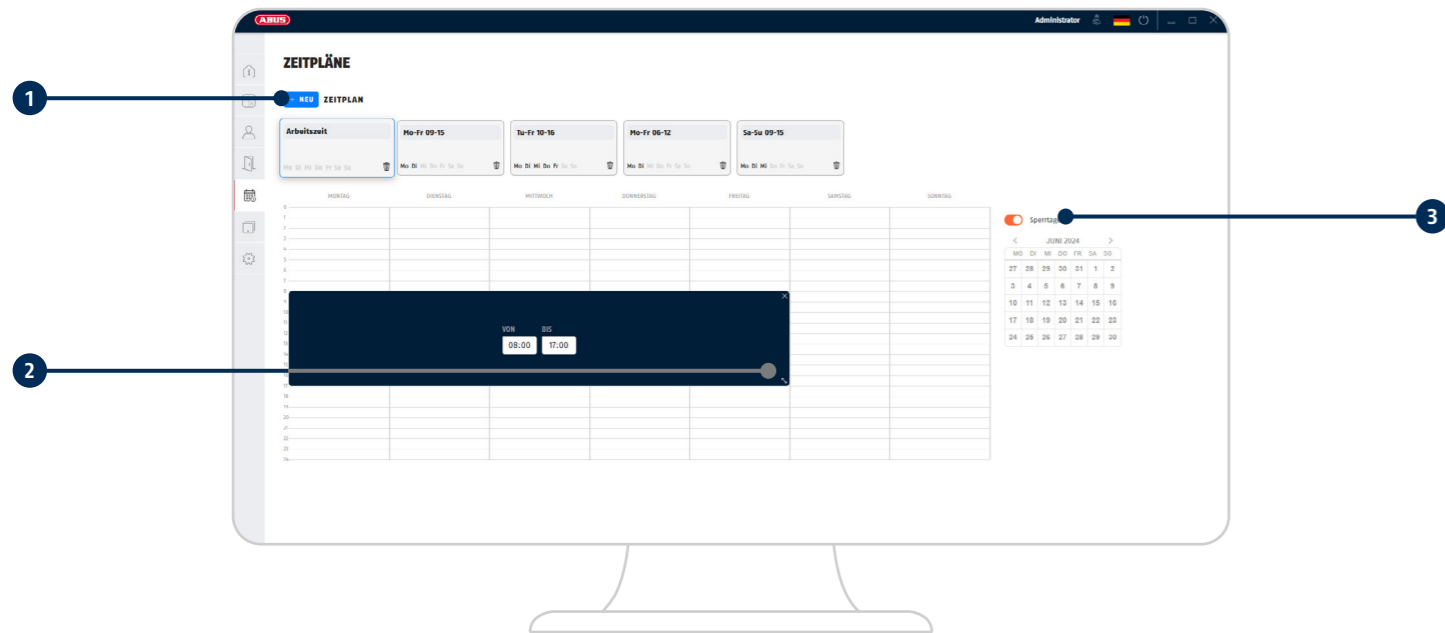 ABUS
Administrator
ZEITPLÄNE
1
+ NEU ZEITPLAN
Arbeitszeit
Mo Di Mi Do Fr Sa So
Mo-Fr 09-15
Mo Di Mi Do Fr Sa So
Tu-Fr 10-16
Mo Di Mi Do Fr Sa So
Mo-Fr 06-12
Mo Di Mi Do Fr Sa So
Sa-Su 09-15
Mo Di Mi Do Fr Sa So
MONTAG DIENSTAG MITTWOCH DONNERSTAG FREITAG SAMSTAG SONNTAG
Sperrtage
3
JUNI 2024
MO DI MI DO FR SA SO
27 28 29 30 31 1 2
3 4 5 6 7 8 9
10 11 12 13 14 15 16
17 18 19 20 21 22 23
24 25 26 27 28 29 30
VON BIS
08:00 17:00
2